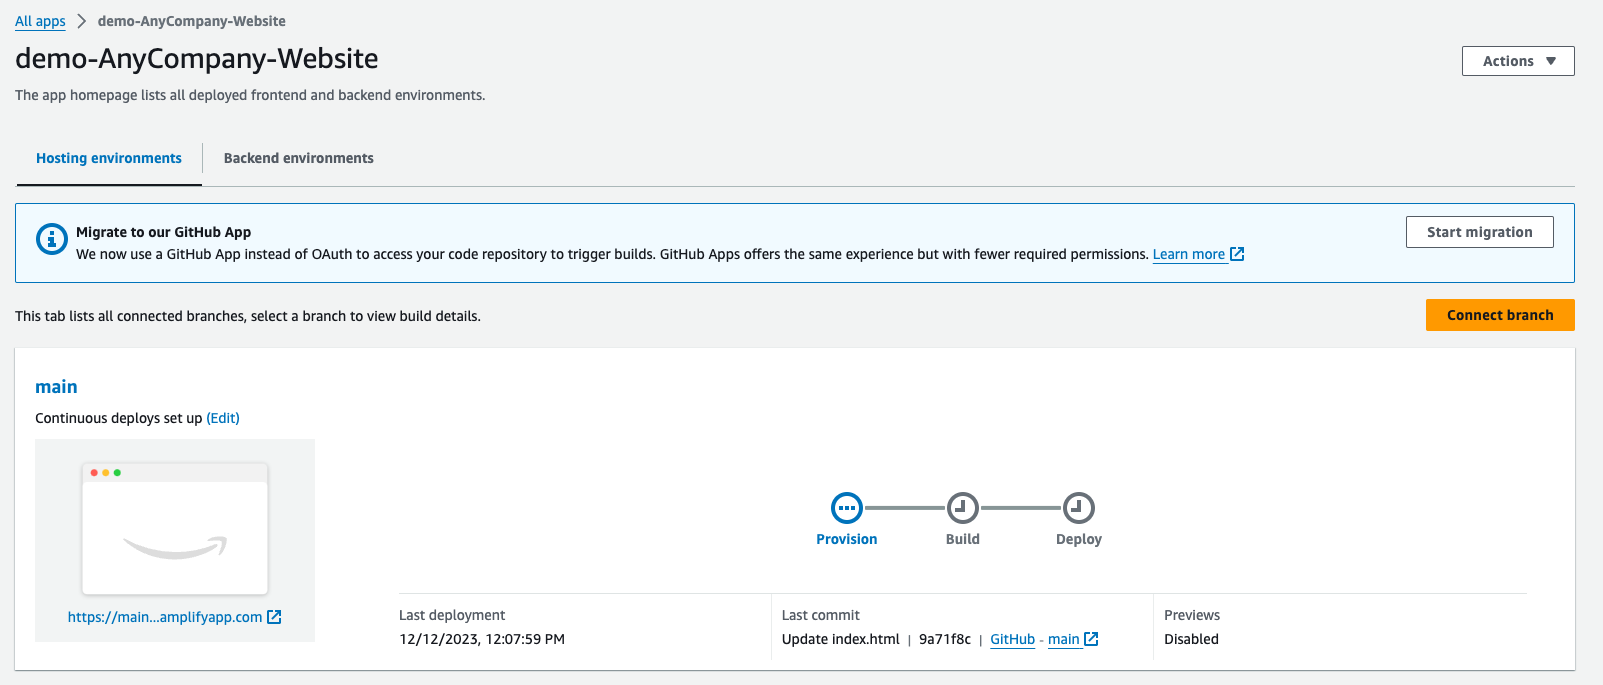 All apps > demo-AnyCompany-Website
demo-AnyCompany-Website
Actions ▼
The app homepage lists all deployed frontend and backend environments.
Hosting environments
Backend environments
Migrate to our GitHub App
We now use a GitHub App instead of OAuth to access your code repository to trigger builds. GitHub Apps offers the same experience but with fewer required permissions. Learn more
Start migration
This tab lists all connected branches, select a branch to view build details.
Connect branch
main
Continuous deploys set up (Edit)
Provision
Build
Deploy
https://main...amplifyapp.com
Last deployment
12/12/2023, 12:07:59 PM
Last commit
Update index.html | 9a71f8c | GitHub - main
Previews
Disabled